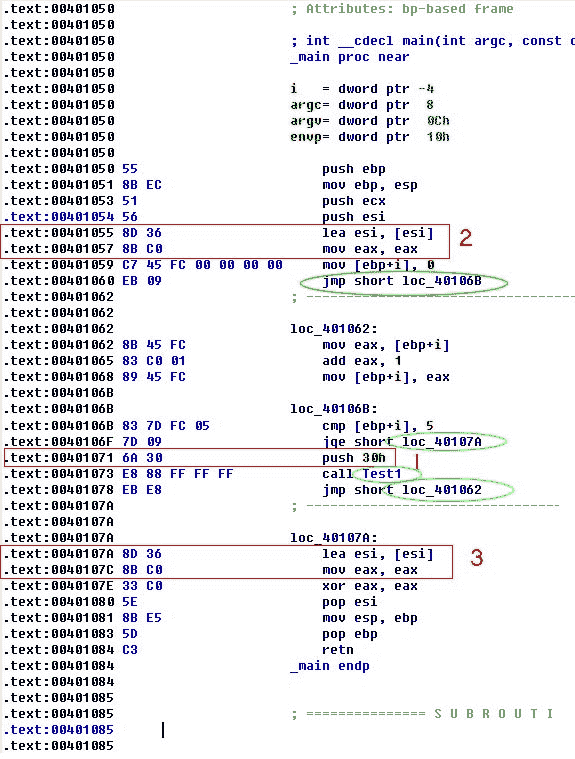 .text:00401050 ; Attributes: bp-based frame
.text:00401050
.text:00401050 ; int __cdecl main(int argc, const c
.text:00401050 _main proc near
.text:00401050
.text:00401050 i = dword ptr -4
.text:00401050 argc= dword ptr 8
.text:00401050 argv= dword ptr 0Ch
.text:00401050 envp= dword ptr 10h
.text:00401050
.text:00401050 55 push ebp
.text:00401051 8B EC mov ebp, esp
.text:00401053 51 push ecx
.text:00401054 56 push esi
.text:00401055 8D 36 lea esi, [esi] 2
.text:00401057 8B C0 mov eax, eax
.text:00401059 C7 45 FC 00 00 00 00 mov [ebp+i], 0
.text:00401060 EB 09 jmp short loc_40106B
.text:00401062 ; ---------------------------------
.text:00401062
.text:00401062 loc_401062:
.text:00401062 8B 45 FC mov eax, [ebp+i]
.text:00401065 83 C0 01 add eax, 1
.text:00401068 89 45 FC mov [ebp+i], eax
.text:0040106B
.text:0040106B loc_40106B:
.text:0040106B 83 7D FC 05 cmp [ebp+i], 5
.text:0040106F 7D 09 jge short loc_40107A
.text:00401071 6A 30 push 30h
.text:00401073 E8 88 FF FF FF call Test1
.text:00401078 EB E8 jmp short loc_401062
.text:0040107A ; ---------------------------------
.text:0040107A
.text:0040107A loc_40107A:
.text:0040107A 8D 36 lea esi, [esi] 3
.text:0040107C 8B C0 mov eax, eax
.text:0040107E 33 C0 xor eax, eax
.text:00401080 5E pop esi
.text:00401081 8B E5 mov esp, ebp
.text:00401083 5D pop ebp
.text:00401084 C3 retn
.text:00401084 _main endp
.text:00401084
.text:00401085
.text:00401085 ; =============== S U B R O U T I
.text:00401085
.text:00401085